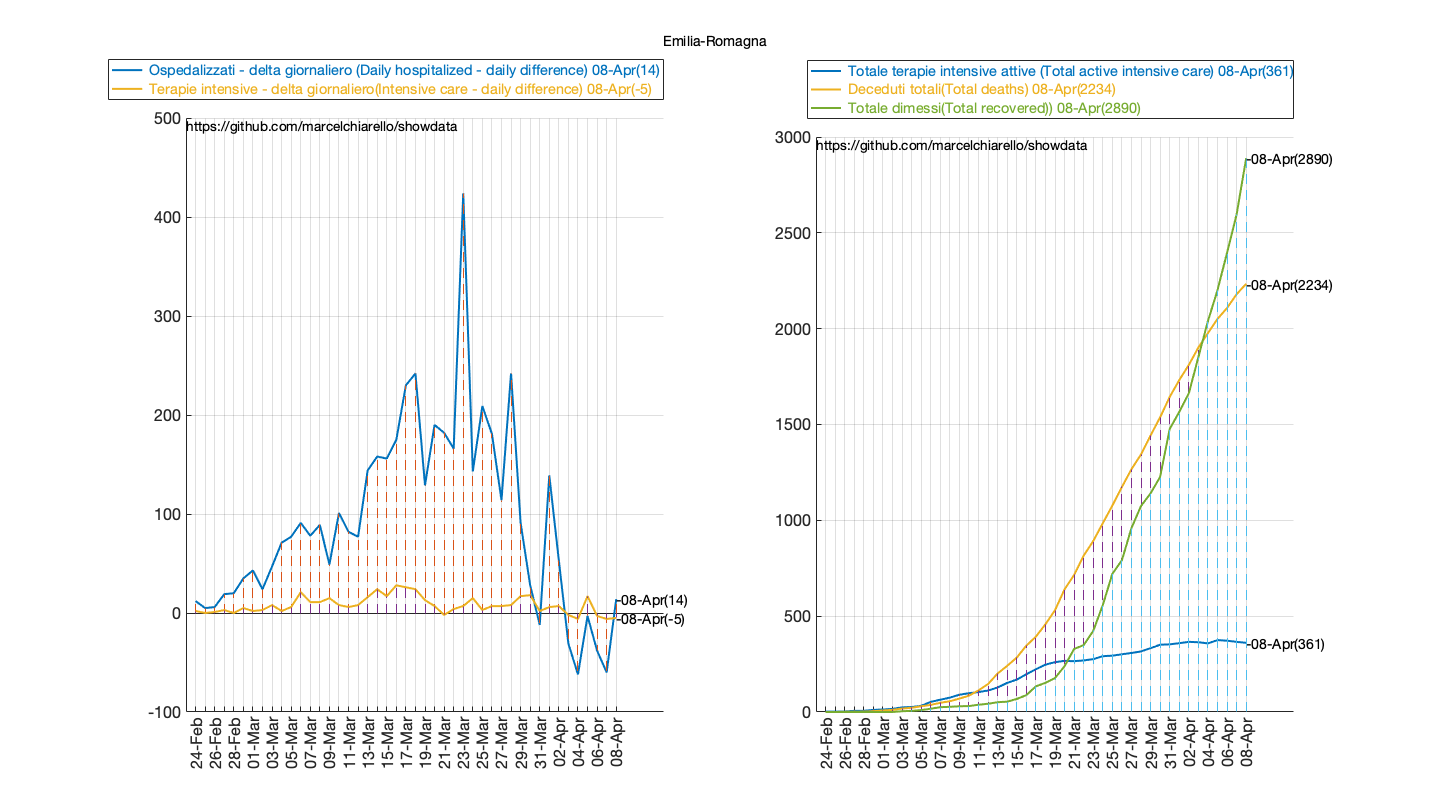 Emilia-Romagna
Ospedalizzati - delta giornaliero (Daily hospitalized - daily difference) 08-Apr(14)
Terapie intensive - delta giornaliero(Intensive care - daily difference) 08-Apr(-5)
https://github.com/marcelchiarello/showdata
500
400
300
200
100
0
-100
08-Apr(14)
08-Apr(-5)
24-Feb
26-Feb
28-Feb
01-Mar
03-Mar
05-Mar
07-Mar
09-Mar
11-Mar
13-Mar
15-Mar
17-Mar
19-Mar
21-Mar
23-Mar
25-Mar
27-Mar
29-Mar
31-Mar
02-Apr
04-Apr
06-Apr
08-Apr
Totale terapie intensive attive (Total active intensive care) 08-Apr(361)
Deceduti totali(Total deaths) 08-Apr(2234)
Totale dimessi(Total recovered)) 08-Apr(2890)
https://github.com/marcelchiarello/showdata
3000
2500
2000
1500
1000
500
0
08-Apr(2890)
08-Apr(2234)
08-Apr(361)
24-Feb
26-Feb
28-Feb
01-Mar
03-Mar
05-Mar
07-Mar
09-Mar
11-Mar
13-Mar
15-Mar
17-Mar
19-Mar
21-Mar
23-Mar
25-Mar
27-Mar
29-Mar
31-Mar
02-Apr
04-Apr
06-Apr
08-Apr